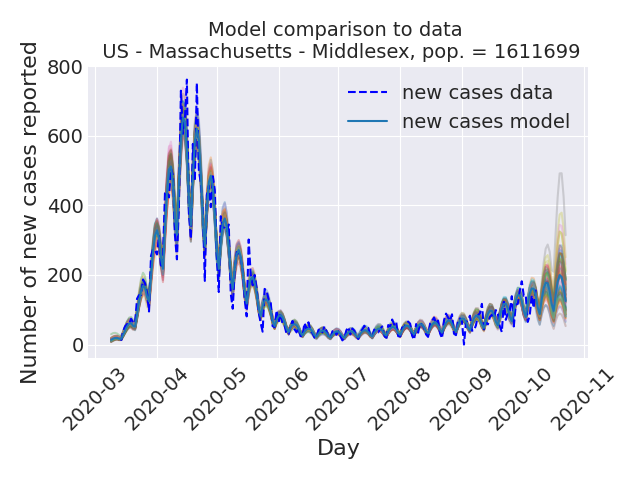 Model comparison to data
US - Massachusetts - Middlesex, pop. = 1611699
Number of new cases reported
800
600
400
200
0
new cases data
new cases model
2020-03
2020-04
2020-05
2020-06
2020-07
2020-08
2020-09
2020-10
2020-11
Day